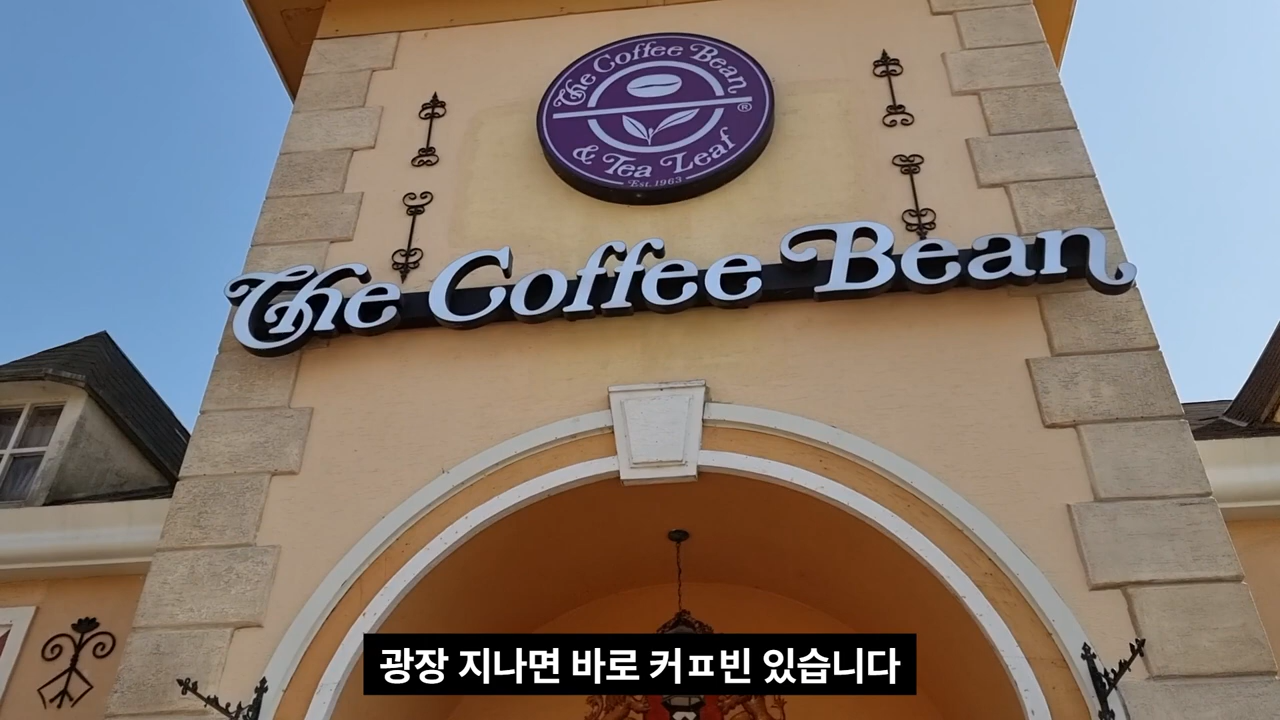 The Coffee Bean
& Tea Leaf
Est. 1963
®
The Coffee Bean
광장 지나면 바로 커ㅍ빈 있습니다